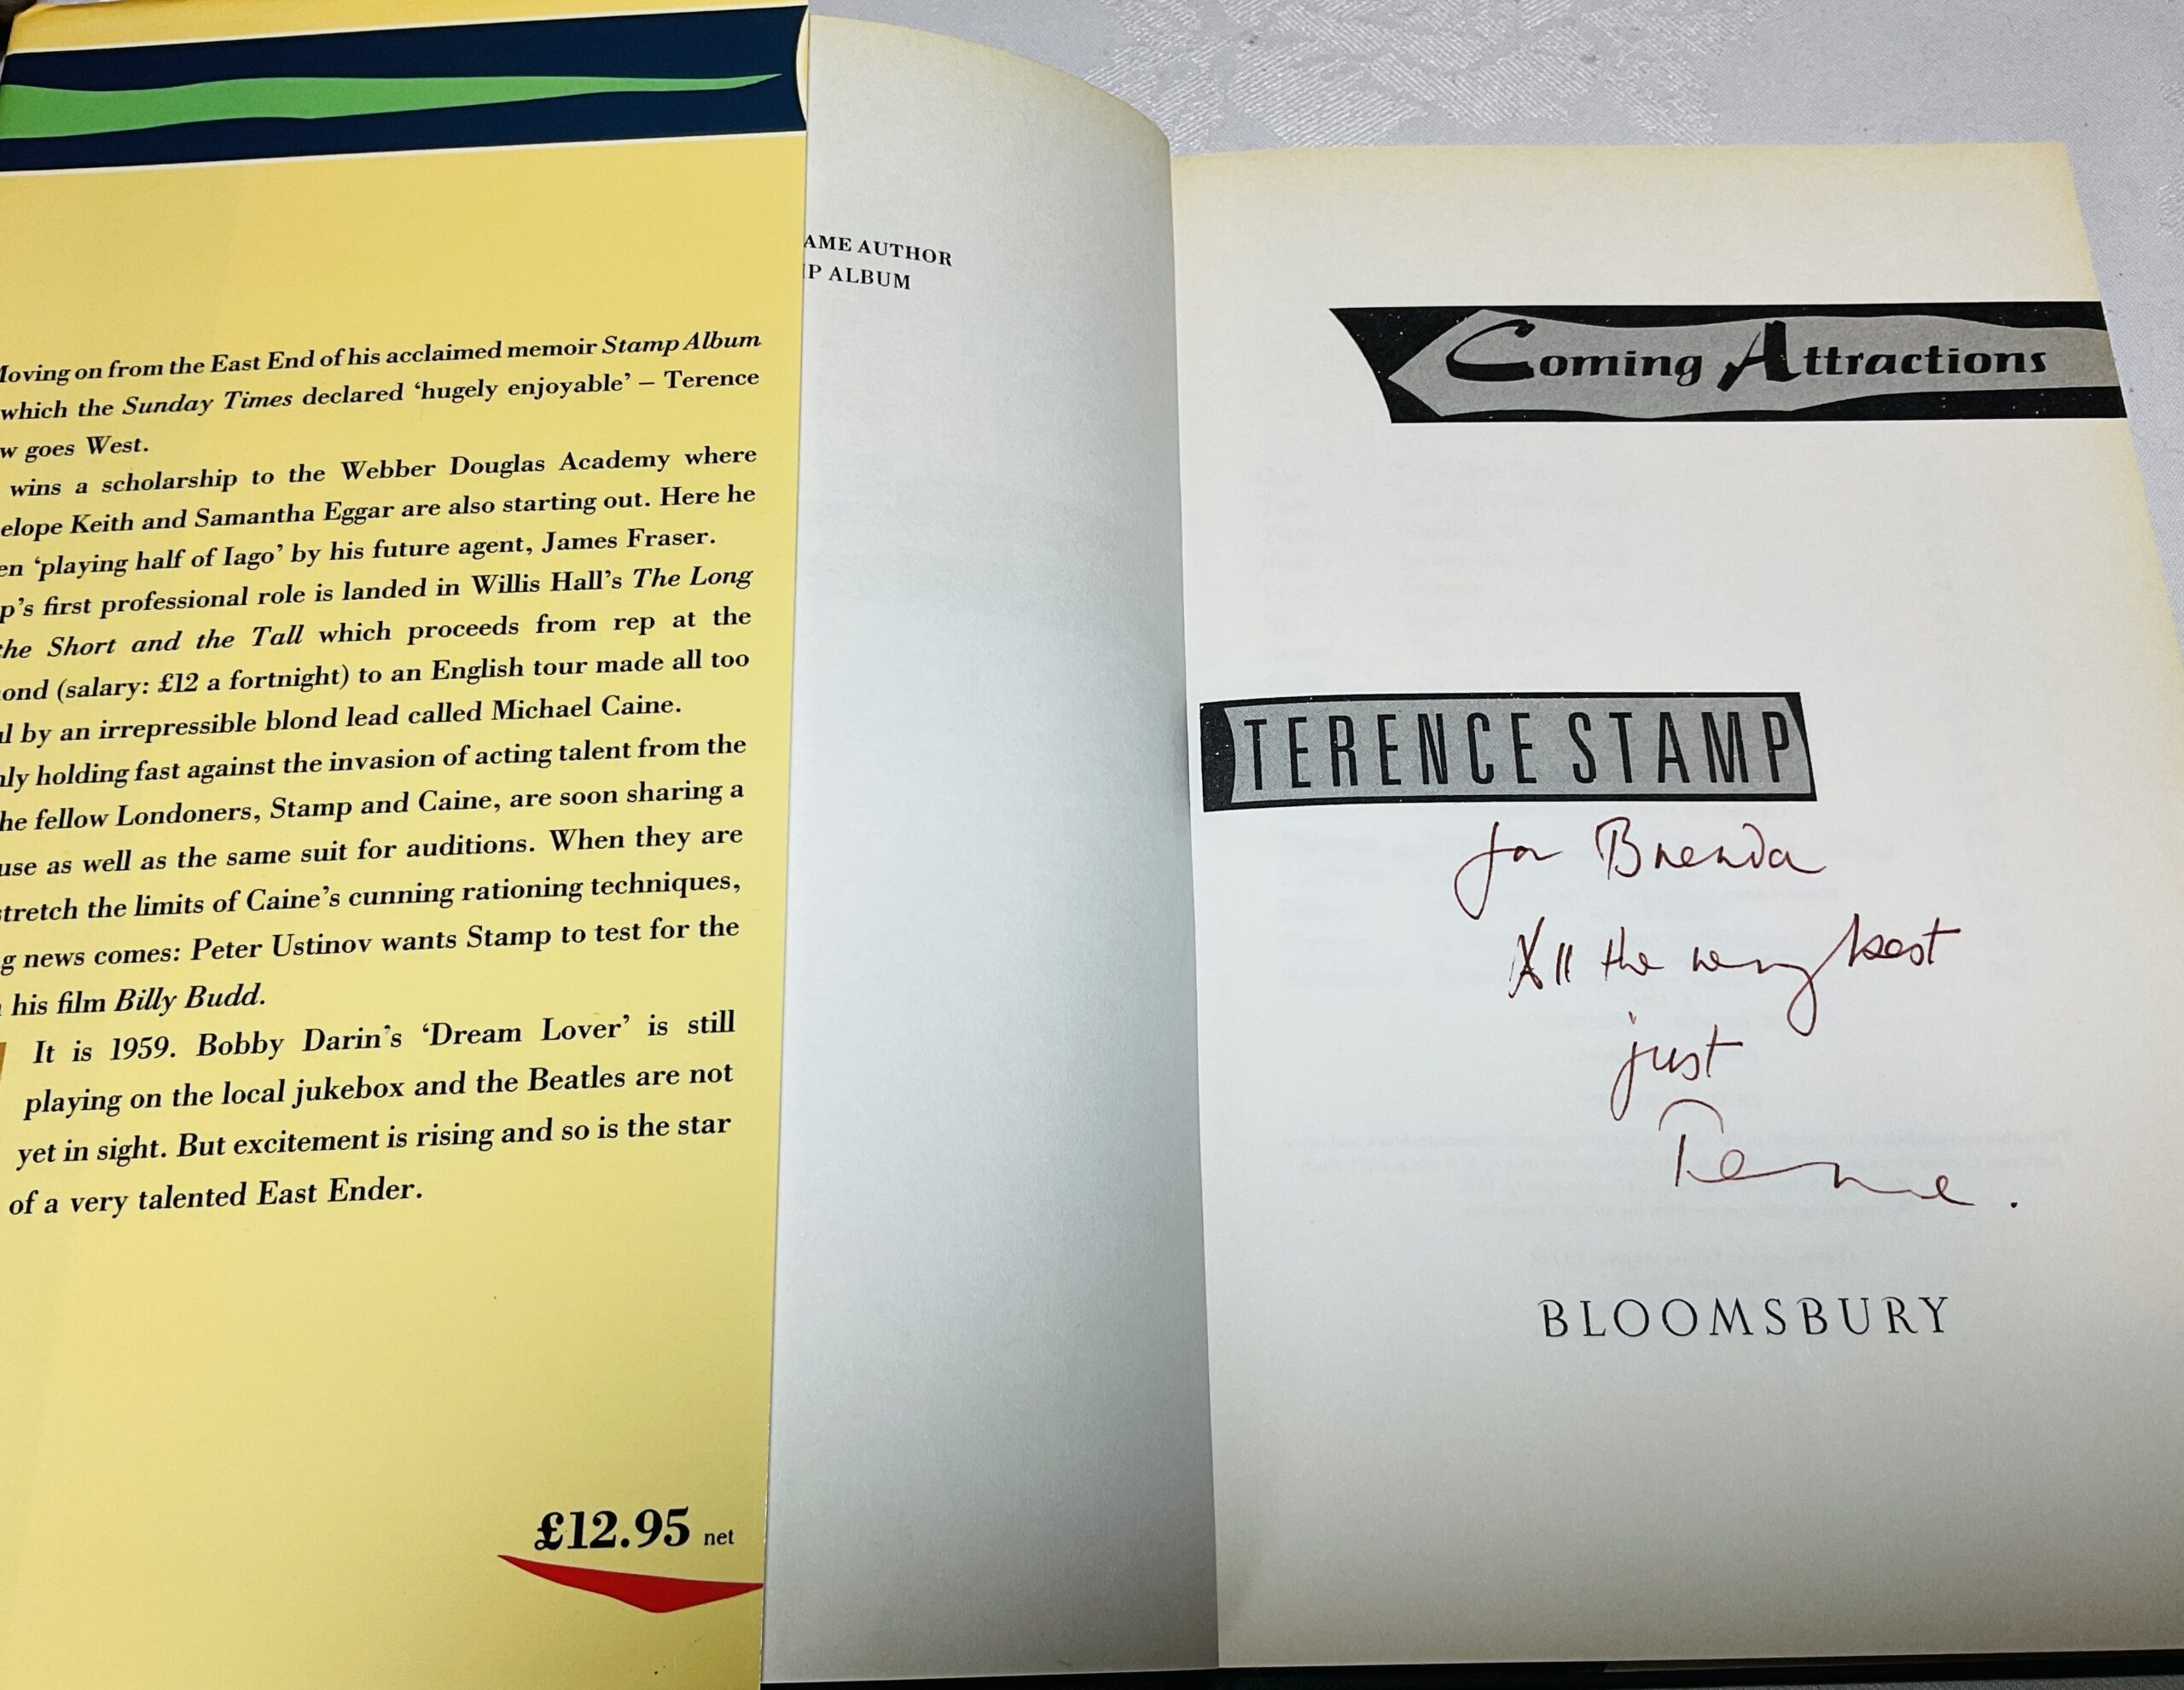 Moving on from the East End of his acclaimed memoir Stamp Album
which the Sunday Times declared ‘hugely enjoyable’ – Terence
w goes West.
wins a scholarship to the Webber Douglas Academy where
elope Keith and Samantha Eggar are also starting out. Here he
en ‘playing half of Iago’ by his future agent, James Fraser.
p’s first professional role is landed in Willis Hall’s The Long
the Short and the Tall which proceeds from rep at the
ond (salary: £12 a fortnight) to an English tour made all too
l by an irrepressible blond lead called Michael Caine.
nly holding fast against the invasion of acting talent from the
he fellow Londoners, Stamp and Caine, are soon sharing a
use as well as the same suit for auditions. When they are
stretch the limits of Caine’s cunning rationing techniques,
g news comes: Peter Ustinov wants Stamp to test for the
his film Billy Budd.
It is 1959. Bobby Darin’s ‘Dream Lover’ is still
playing on the local jukebox and the Beatles are not
yet in sight. But excitement is rising and so is the star
of a very talented East Ender.
£12.95 net
AME AUTHOR
P ALBUM
Coming Attractions
TERENCE STAMP
for Brenda
All the very best
just
Terence.
BLOOMSBURY